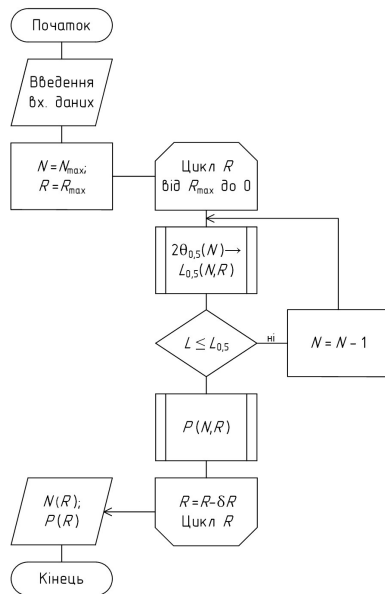 Початок
Введення
вх. даних
N = Nmax;
R = Rmax
Цикл R
від Rmax до 0
2θ0,5(N)→
L0,5(N,R)
L ≤ L0,5
ні
N = N − 1
P(N,R)
R = R−δR
Цикл R
N(R);
P(R)
Кінець